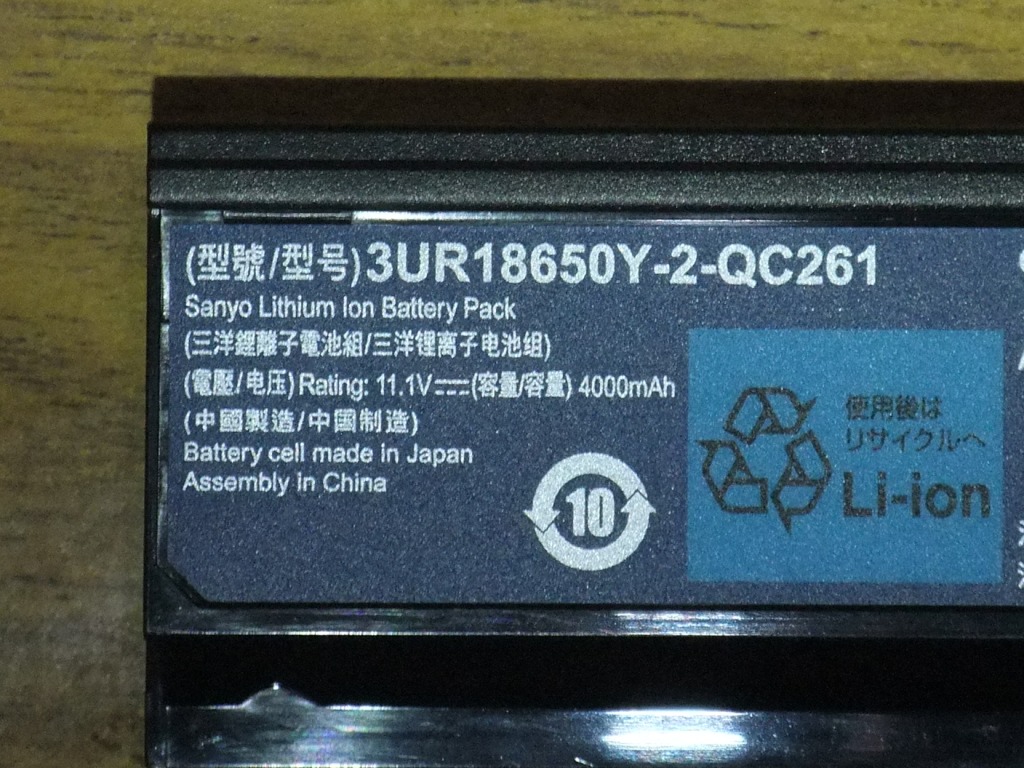 (型號/型号)3UR18650Y-2-QC261
Sanyo Lithium Ion Battery Pack
(三洋鋰離子電池組/三洋锂离子电池组)
(電壓/电压) Rating: 11.1V⎓(容量/容量) 4000mAh
(中國製造/中国制造)
Battery cell made in Japan
Assembly in China
10
使用後は
リサイクルへ
Li-ion